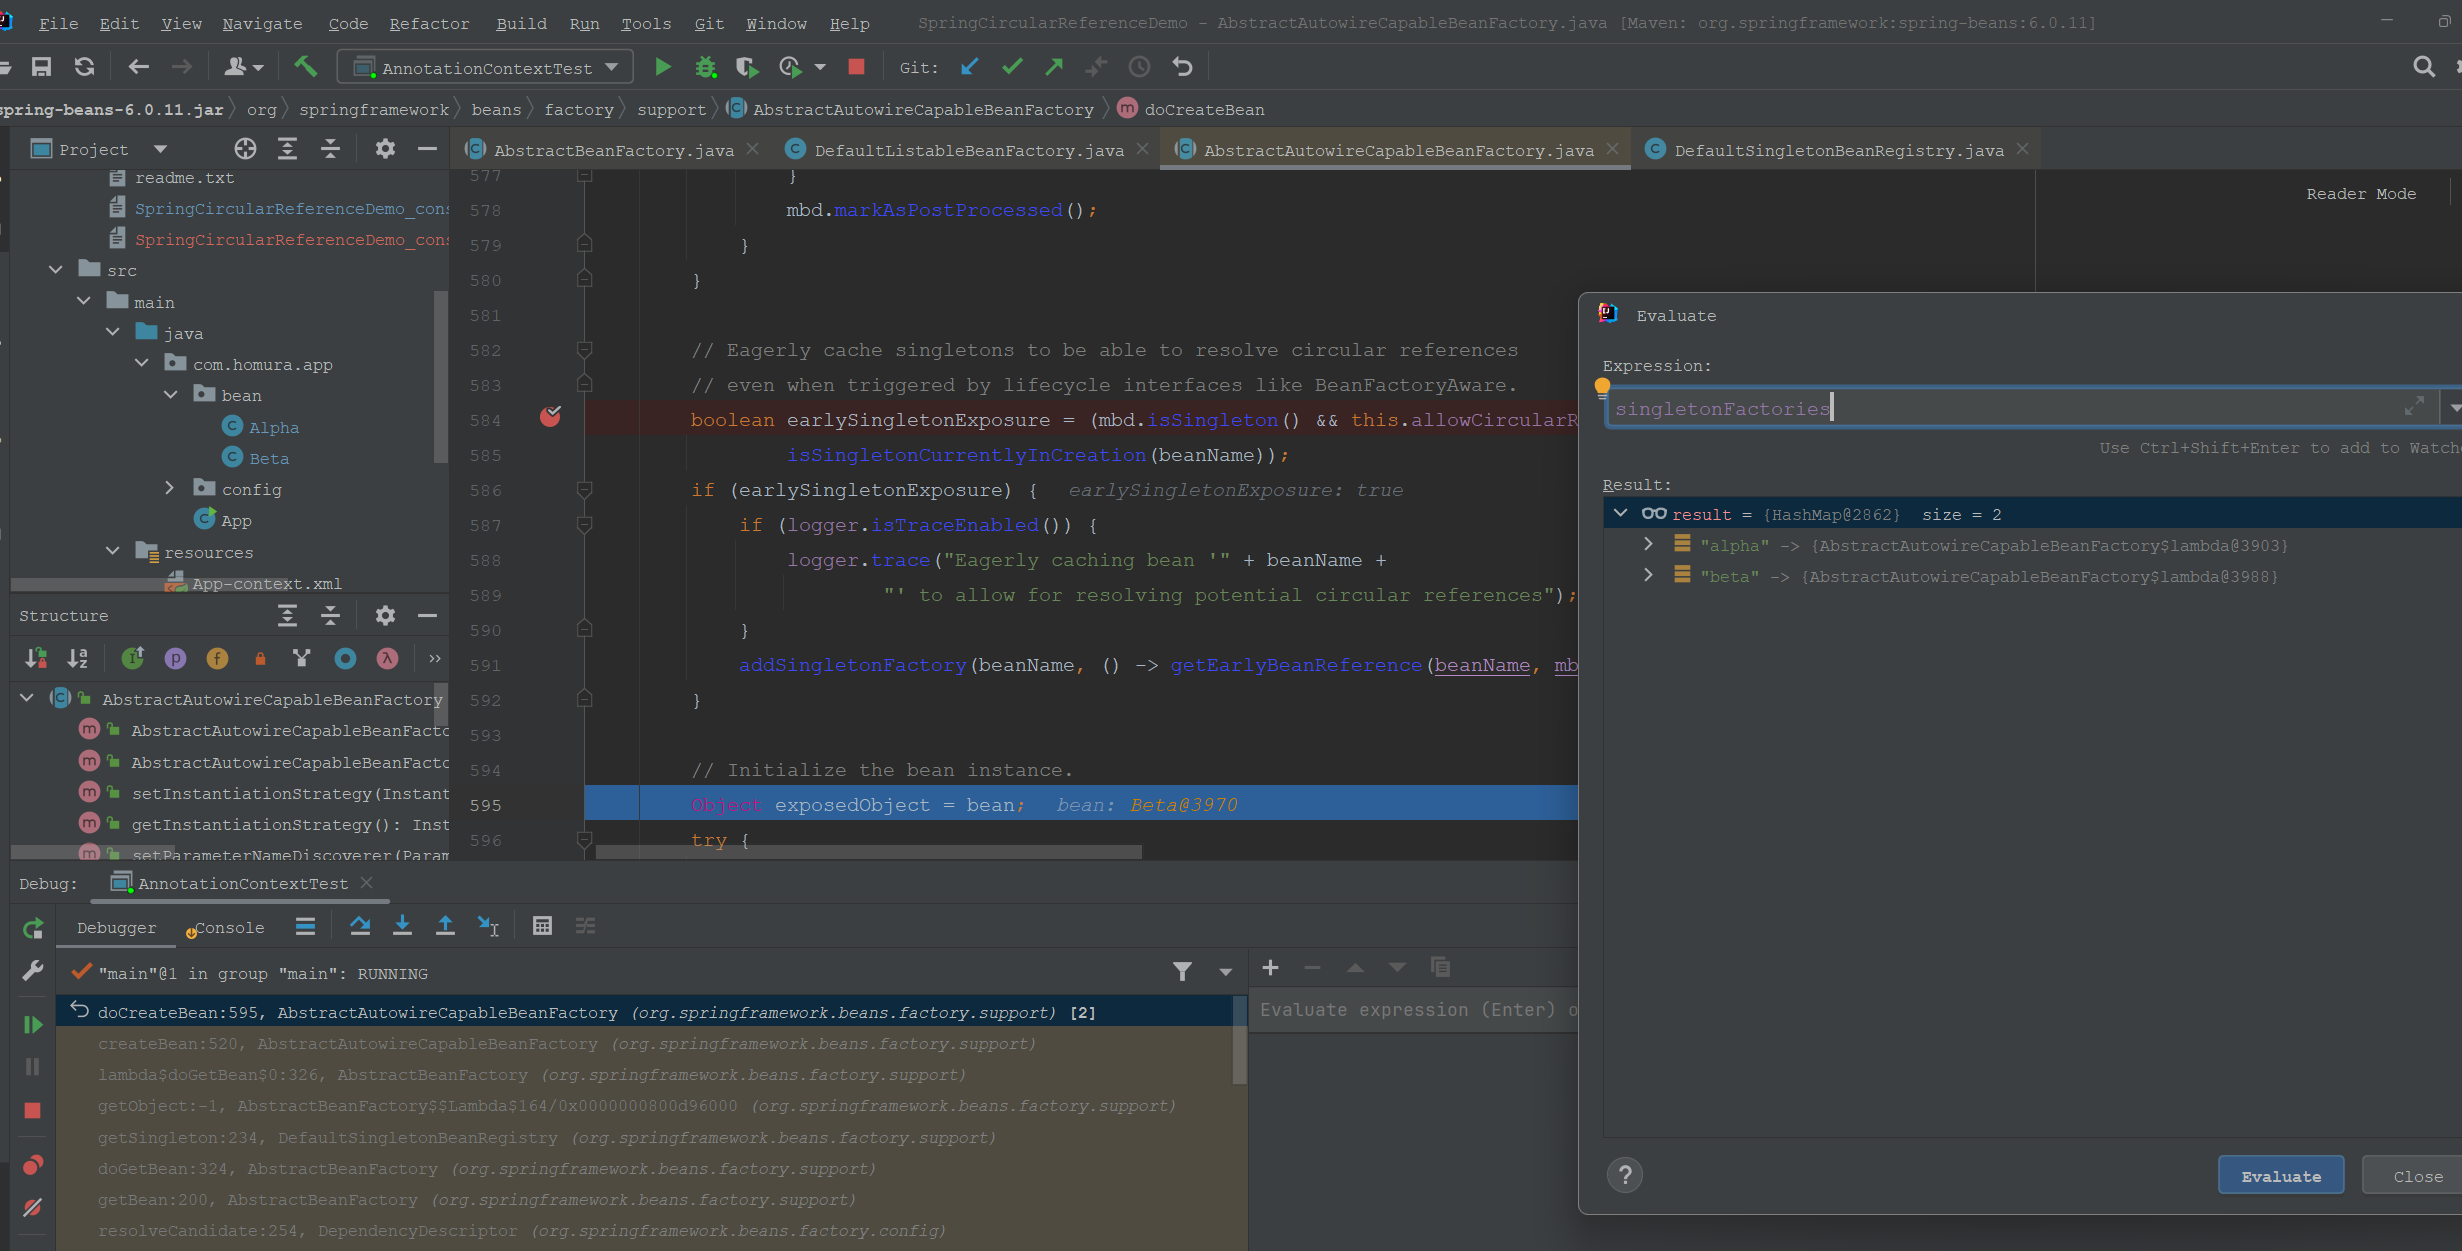 File Edit View Navigate Code Refactor Build Run Tools Git Window Help SpringCircularReferenceDemo - AbstractAutowireCapableBeanFactory.java [Maven: org.springframework:spring-beans:6.0.11]
AnnotationContextTest Git:
spring-beans-6.0.11.jar org springframework beans factory support AbstractAutowireCapableBeanFactory doCreateBean
Project
AbstractBeanFactory.java DefaultListableBeanFactory.java AbstractAutowireCapableBeanFactory.java DefaultSingletonBeanRegistry.java
readme.txt
SpringCircularReferenceDemo_cons
SpringCircularReferenceDemo_cons
src
main
java
com.homura.app
bean
Alpha
Beta
config
App
resources
App-context.xml
Structure
AbstractAutowireCapableBeanFactory
AbstractAutowireCapableBeanFacto
AbstractAutowireCapableBeanFacto
setInstantiationStrategy(Instant
getInstantiationStrategy(): Inst
setParameterNameDiscoverer(Param
Reader Mode
577 }
578 mbd.markAsPostProcessed();
579 }
580 }
581
582 // Eagerly cache singletons to be able to resolve circular references
583 // even when triggered by lifecycle interfaces like BeanFactoryAware.
584 boolean earlySingletonExposure = (mbd.isSingleton() && this.allowCircularR
585 isSingletonCurrentlyInCreation(beanName));
586 if (earlySingletonExposure) { earlySingletonExposure: true
587 if (logger.isTraceEnabled()) {
588 logger.trace("Eagerly caching bean '" + beanName +
589 "' to allow for resolving potential circular references");
590 }
591 addSingletonFactory(beanName, () -> getEarlyBeanReference(beanName, mb
592 }
593
594 // Initialize the bean instance.
595 Object exposedObject = bean; bean: Beta@3970
596 try {
Evaluate
Expression:
singletonFactories
Use Ctrl+Shift+Enter to add to Watch
Result:
result = {HashMap@2862} size = 2
"alpha" -> {AbstractAutowireCapableBeanFactory$lambda@3903}
"beta" -> {AbstractAutowireCapableBeanFactory$lambda@3988}
Evaluate Close
Debug: AnnotationContextTest
Debugger Console
"main"@1 in group "main": RUNNING
doCreateBean:595, AbstractAutowireCapableBeanFactory (org.springframework.beans.factory.support) [2]
createBean:520, AbstractAutowireCapableBeanFactory (org.springframework.beans.factory.support)
lambda$doGetBean$0:326, AbstractBeanFactory (org.springframework.beans.factory.support)
getObject:-1, AbstractBeanFactory$$Lambda$164/0x0000000800d96000 (org.springframework.beans.factory.support)
getSingleton:234, DefaultSingletonBeanRegistry (org.springframework.beans.factory.support)
doGetBean:324, AbstractBeanFactory (org.springframework.beans.factory.support)
getBean:200, AbstractBeanFactory (org.springframework.beans.factory.support)
resolveCandidate:254, DependencyDescriptor (org.springframework.beans.factory.config)
Evaluate expression (Enter) o